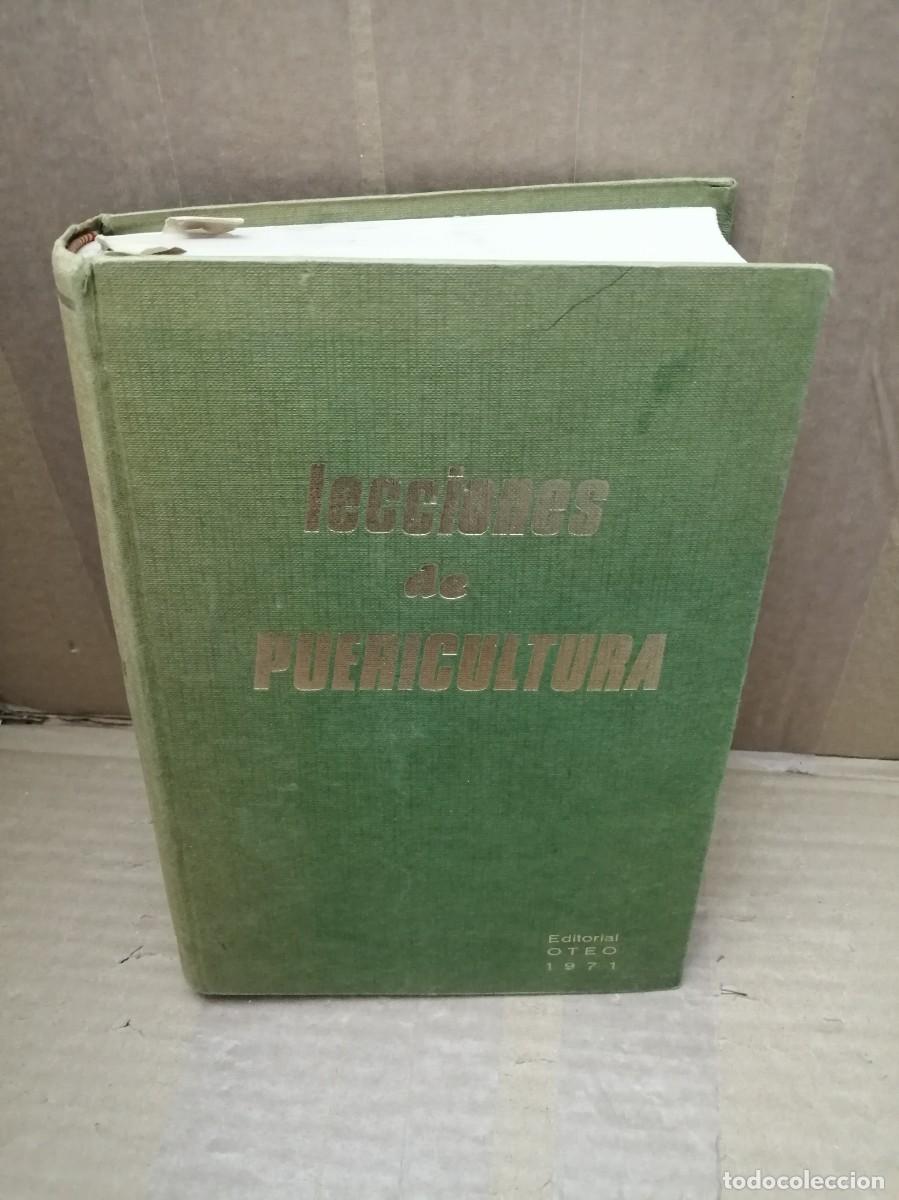 lecciones
de
PUERICULTURA
Editorial
OTEO
1971
todocoleccion